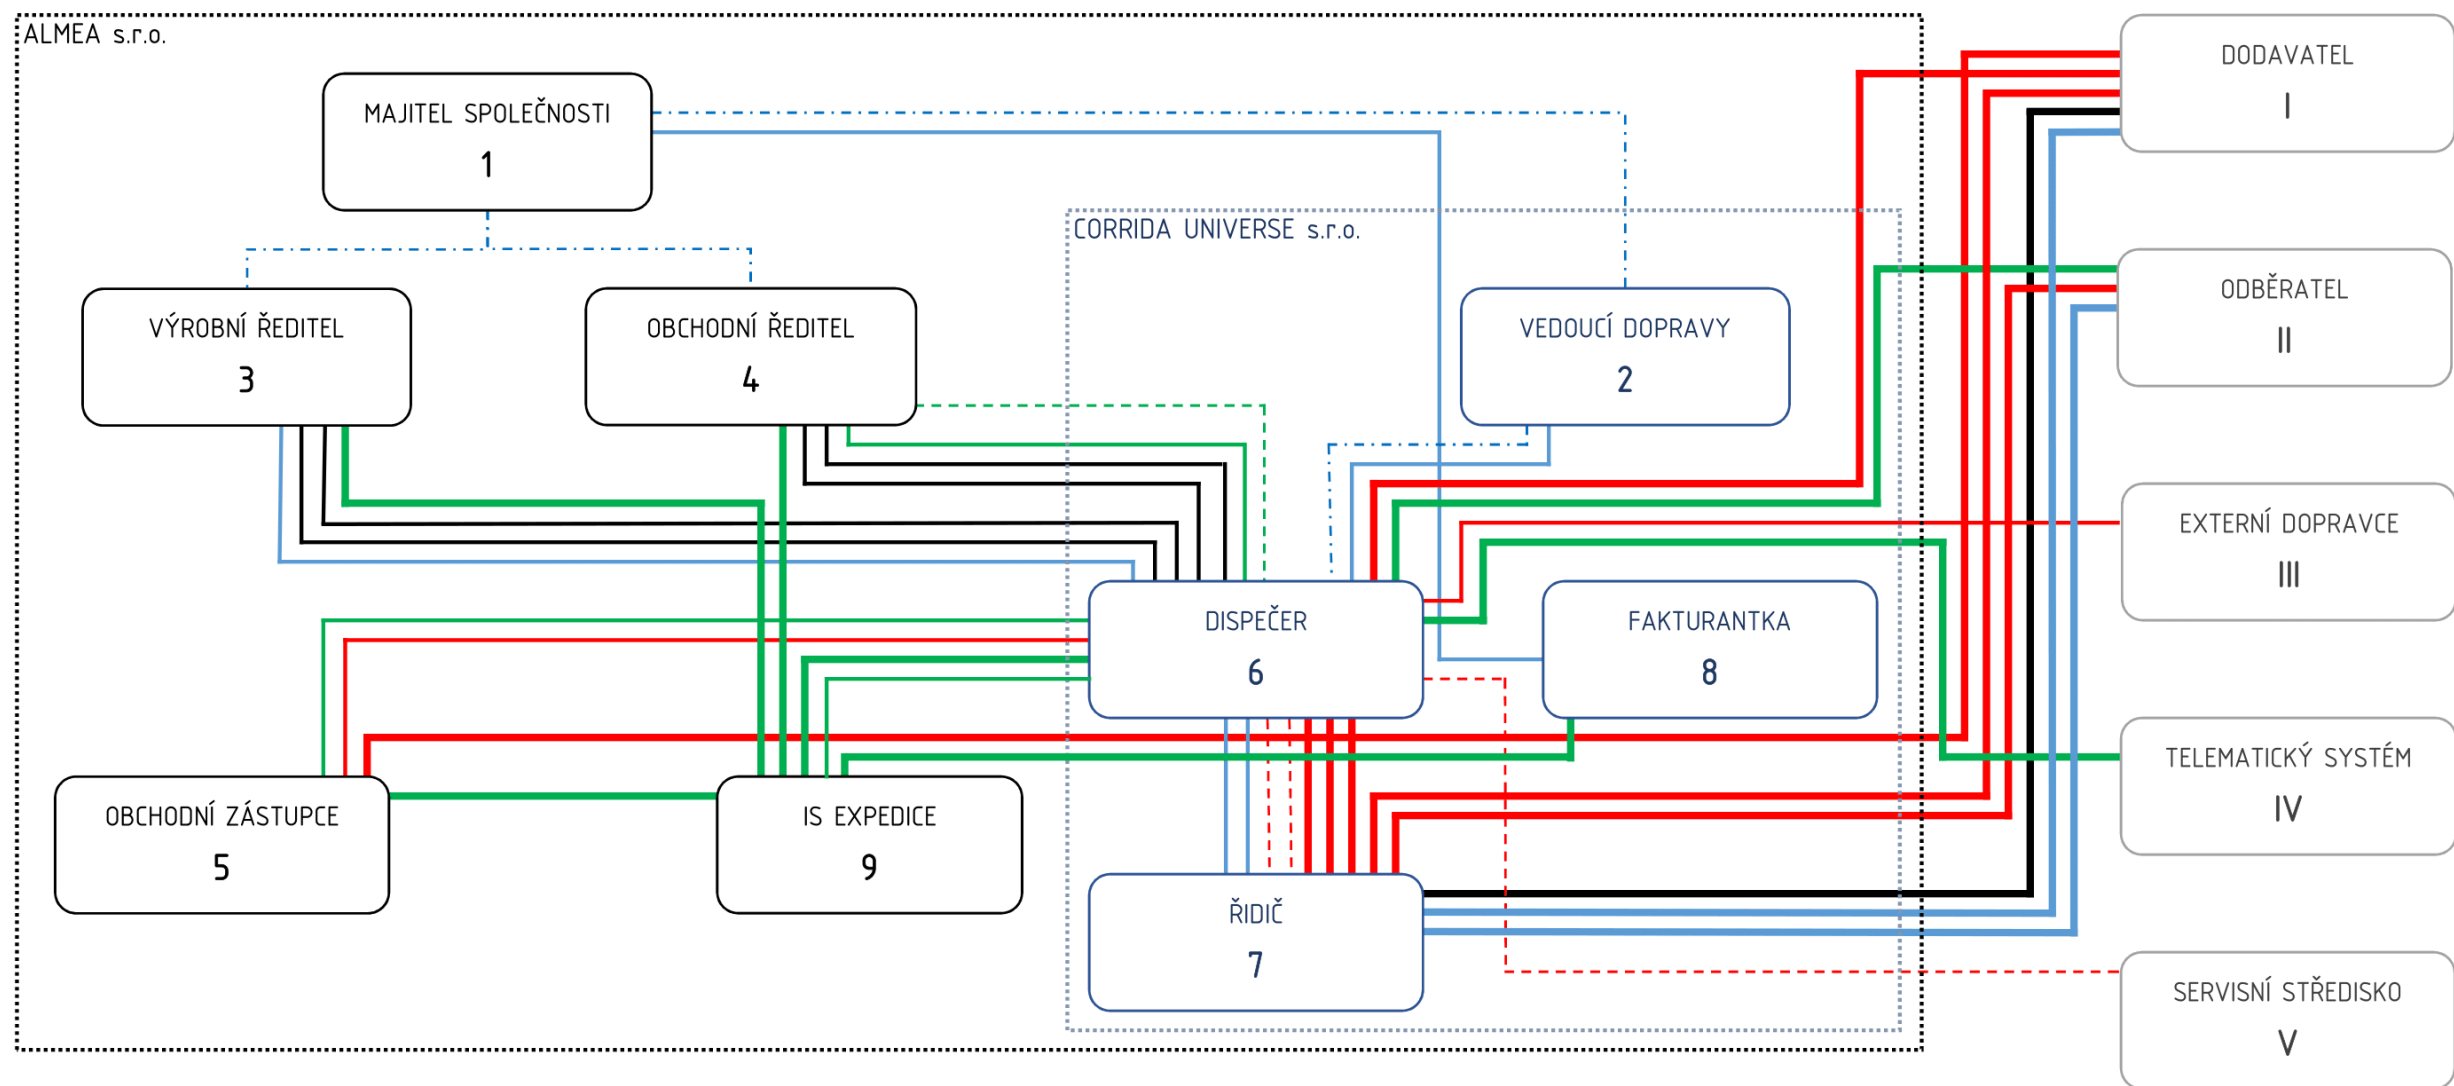 ALMEA s.r.o.
MAJITEL SPOLEČNOSTI
1
DODAVATEL
I
CORRIDA UNIVERSE s.r.o.
VÝROBNÍ ŘEDITEL
3
OBCHODNÍ ŘEDITEL
4
VEDOUCÍ DOPRAVY
2
ODBĚRATEL
II
EXTERNÍ DOPRAVCE
III
DISPEČER
6
FAKTURANTKA
8
OBCHODNÍ ZÁSTUPCE
5
IS EXPEDICE
9
TELEMATICKÝ SYSTÉM
IV
ŘIDIČ
7
SERVISNÍ STŘEDISKO
V